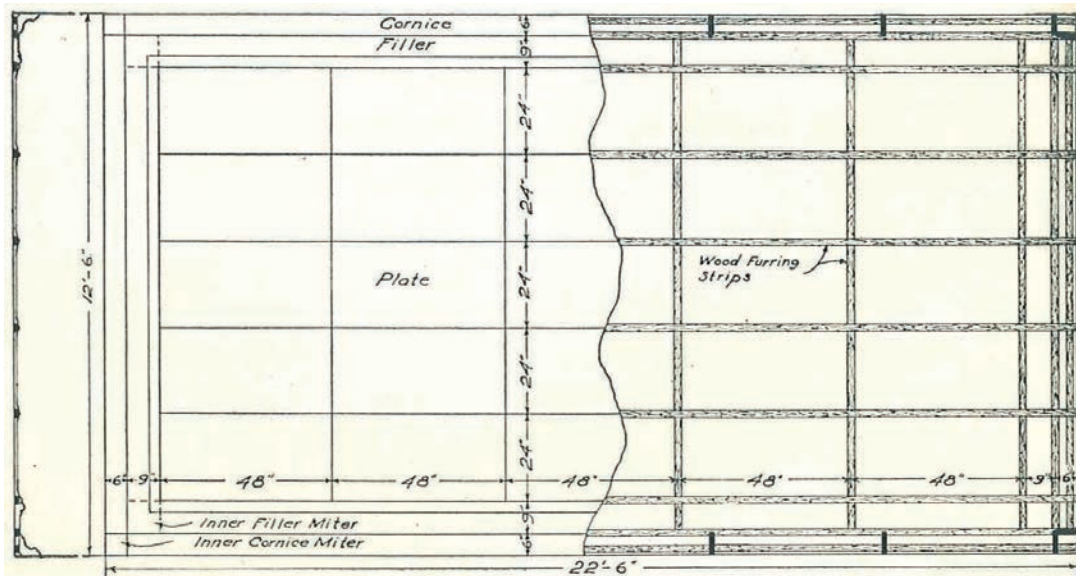 Cornice
Filler
6"
9"
24"
24"
24"
24"
24"
9"
6"
12'-6"
Plate
Wood Furring
Strips
6"
9"
48"
48"
48"
48"
48"
9"
6"
Inner Filler Miter
Inner Cornice Miter
22'-6"